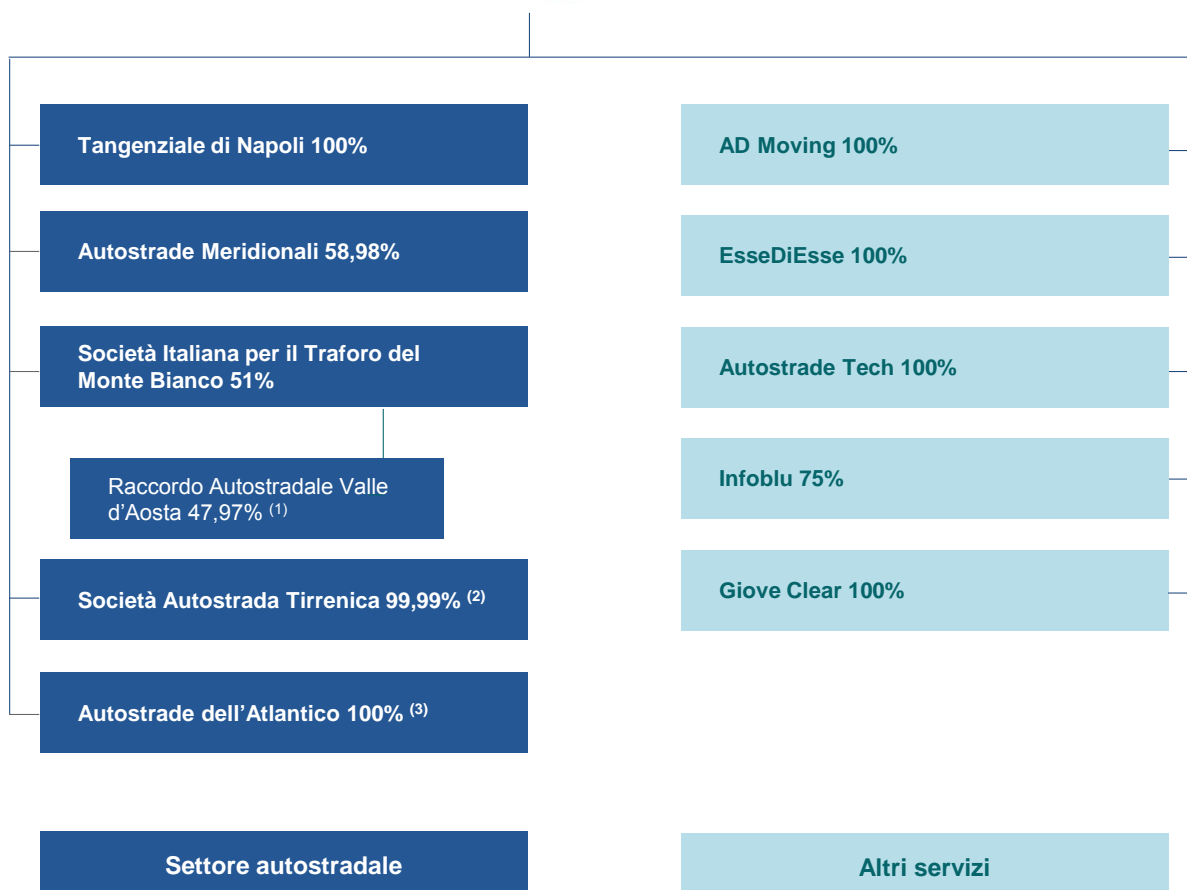 Tangenziale di Napoli 100%
Autostrade Meridionali 58,98%
Società Italiana per il Traforo del
Monte Bianco 51%
Raccordo Autostradale Valle
d’Aosta 47,97% (1)
Società Autostrada Tirrenica 99,99% (2)
Autostrade dell’Atlantico 100% (3)
Settore autostradale
AD Moving 100%
EsseDiEsse 100%
Autostrade Tech 100%
Infoblu 75%
Giove Clear 100%
Altri servizi